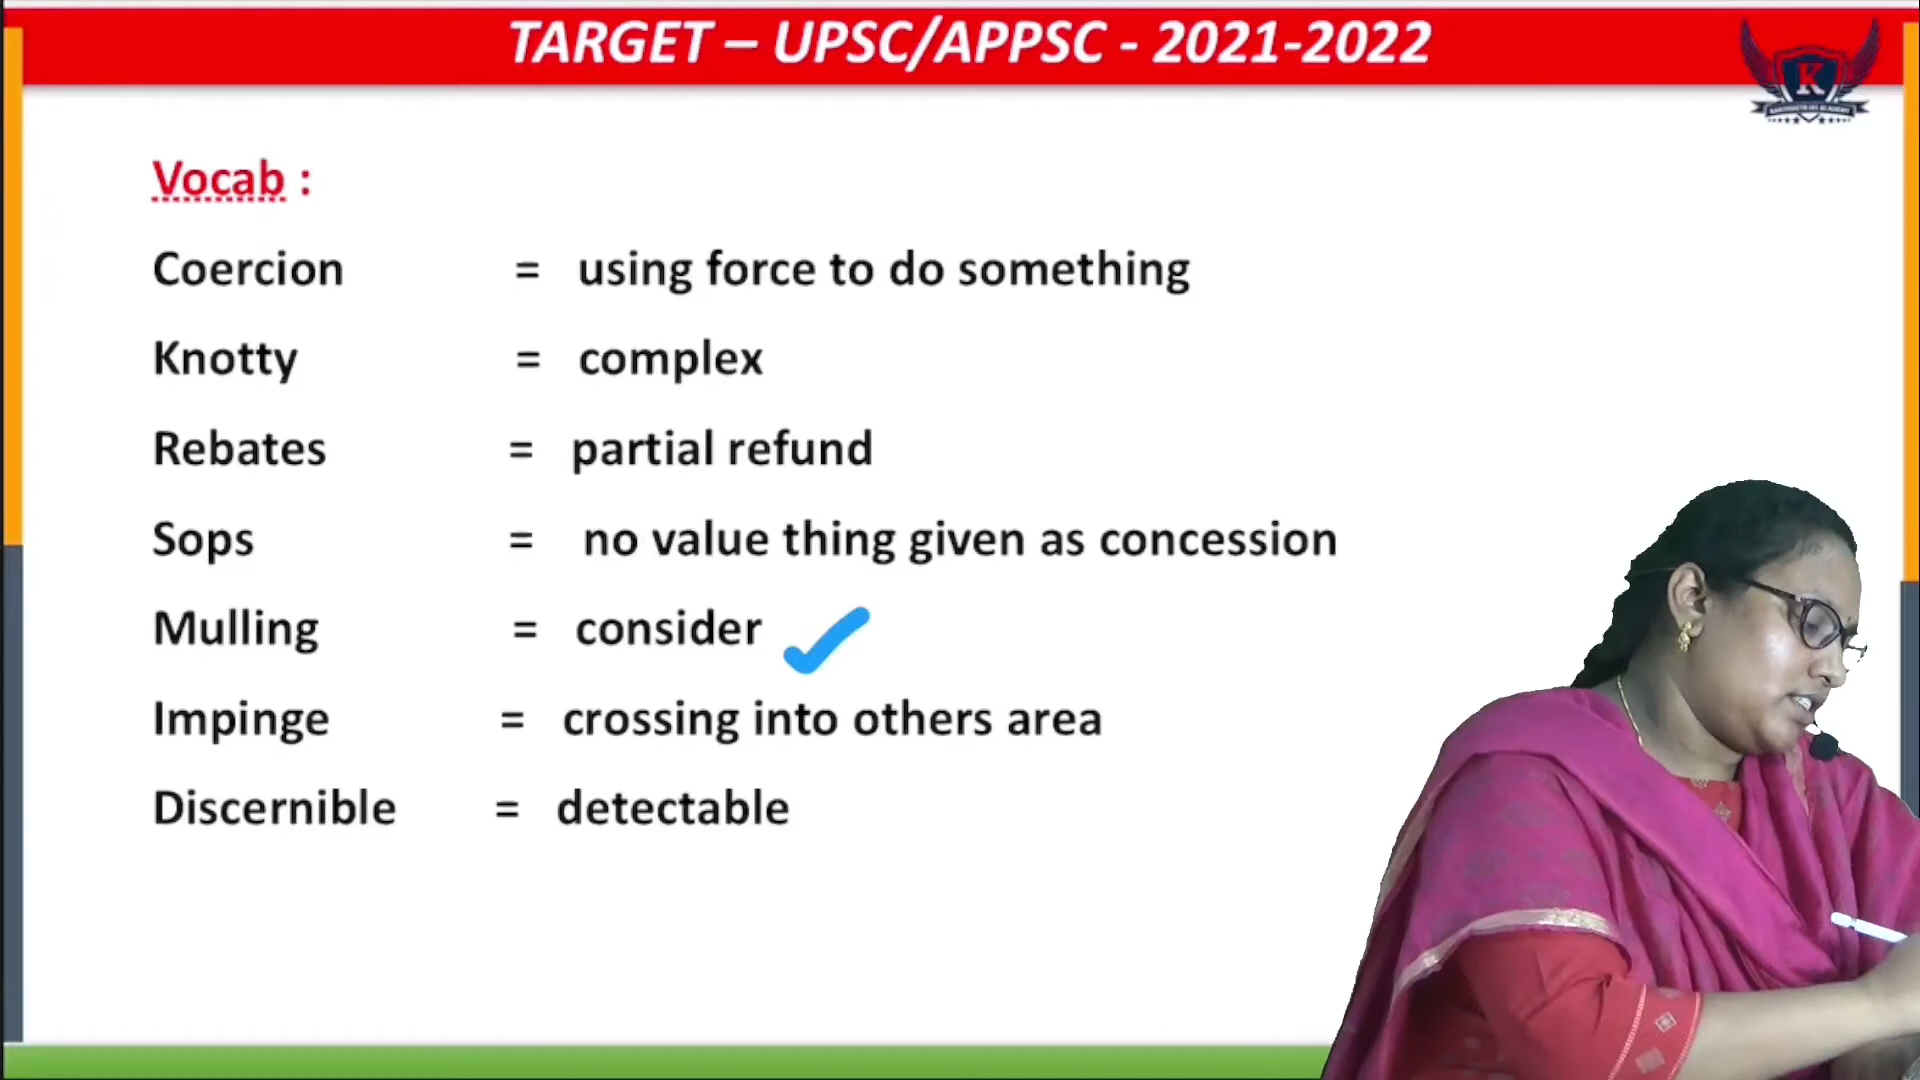 TARGET – UPSC/APPSC - 2021-2022
K
Vocab :
Coercion = using force to do something
Knotty = complex
Rebates = partial refund
Sops = no value thing given as concession
Mulling = consider
Impinge = crossing into others area
Discernible = detectable